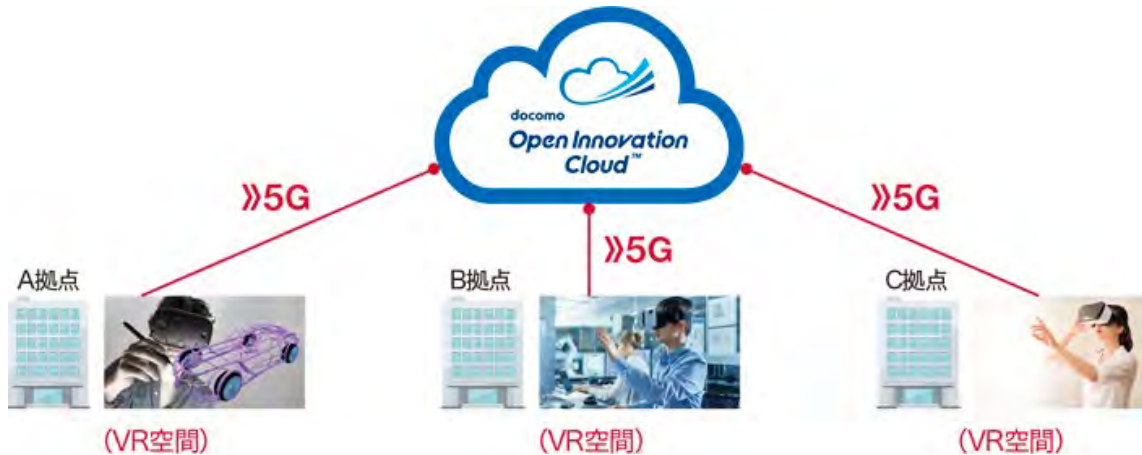 docomo
Open Innovation
Cloud™
》5G
》5G
》5G
A拠点
B拠点
C拠点
(VR空間)
(VR空間)
(VR空間)